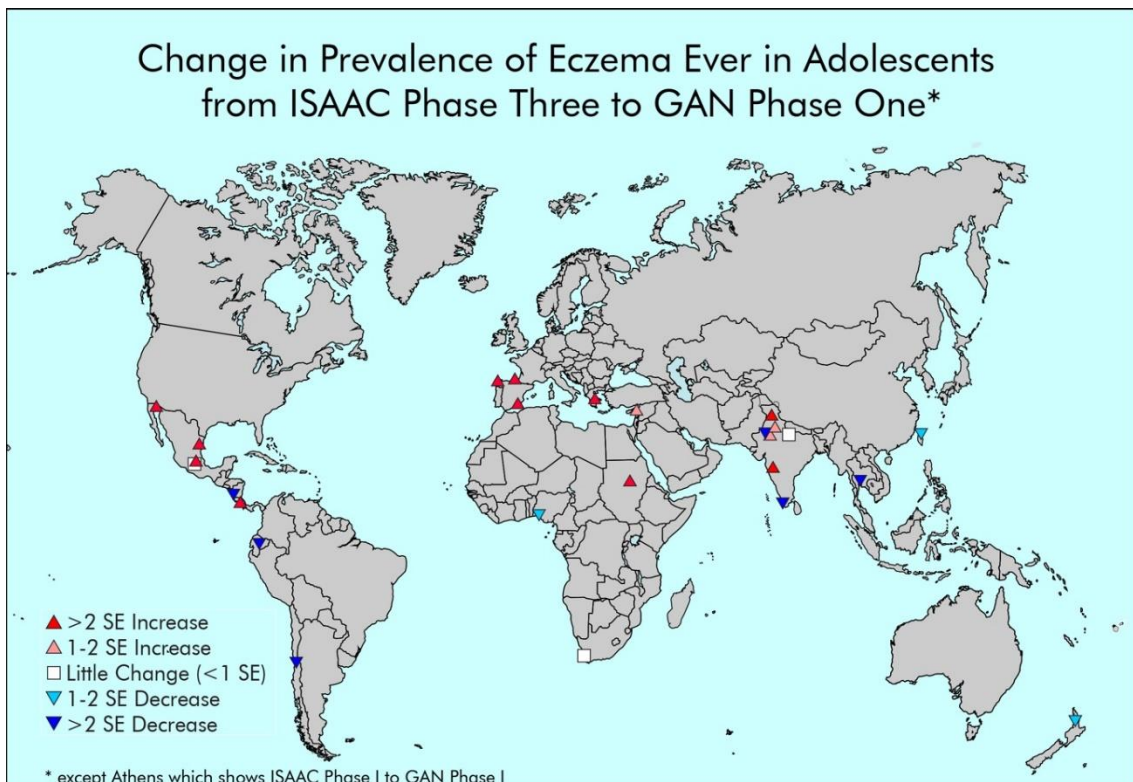 Change in Prevalence of Eczema Ever in Adolescents
from ISAAC Phase Three to GAN Phase One*
>2 SE Increase
1-2 SE Increase
Little Change (<1 SE)
1-2 SE Decrease
>2 SE Decrease
* except Athens which shows ISAAC Phase I to GAN Phase I